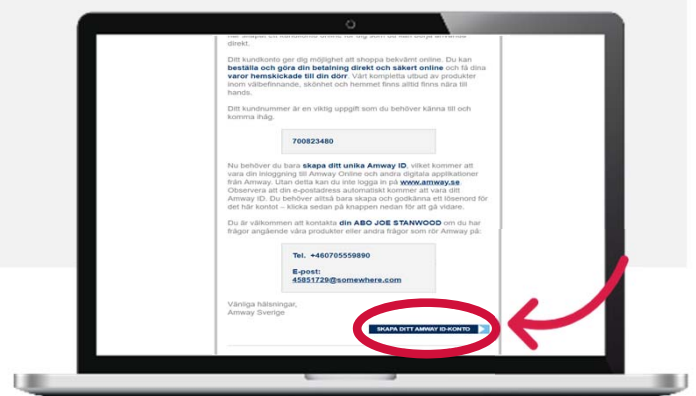 direkt.
Ditt kundkonto ger dig möjlighet att shoppa bekvämt online. Du kan
beställa och göra din betalning direkt och säkert online och få dina
varor hemskickade till din dörr. Vårt kompletta utbud av produkter
inom välbefinnande, skönhet och hemmet finns alltid finns nära till
hands.
Ditt kundnummer är en viktig uppgift som du behöver känna till och
komma ihåg.
700823480
Nu behöver du bara skapa ditt unika Amway ID, vilket kommer att
vara din inloggning till Amway Online och andra digitala applikationer
från Amway. Utan detta kan du inte logga in på www.amway.se.
Observera att din e-postadress automatiskt kommer att vara ditt
Amway ID. Du behöver alltså bara skapa och godkänna ett lösenord för
det här kontot – klicka sedan på knappen nedan för att gå vidare.
Du är välkommen att kontakta din ABO JOE STANWOOD om du har
frågor angående våra produkter eller andra frågor som rör Amway på:
Tel. +460705559890
E-post:
45851729@somewhere.com
Vänliga hälsningar,
Amway Sverige
SKAPA DITT AMWAY ID-KONTO